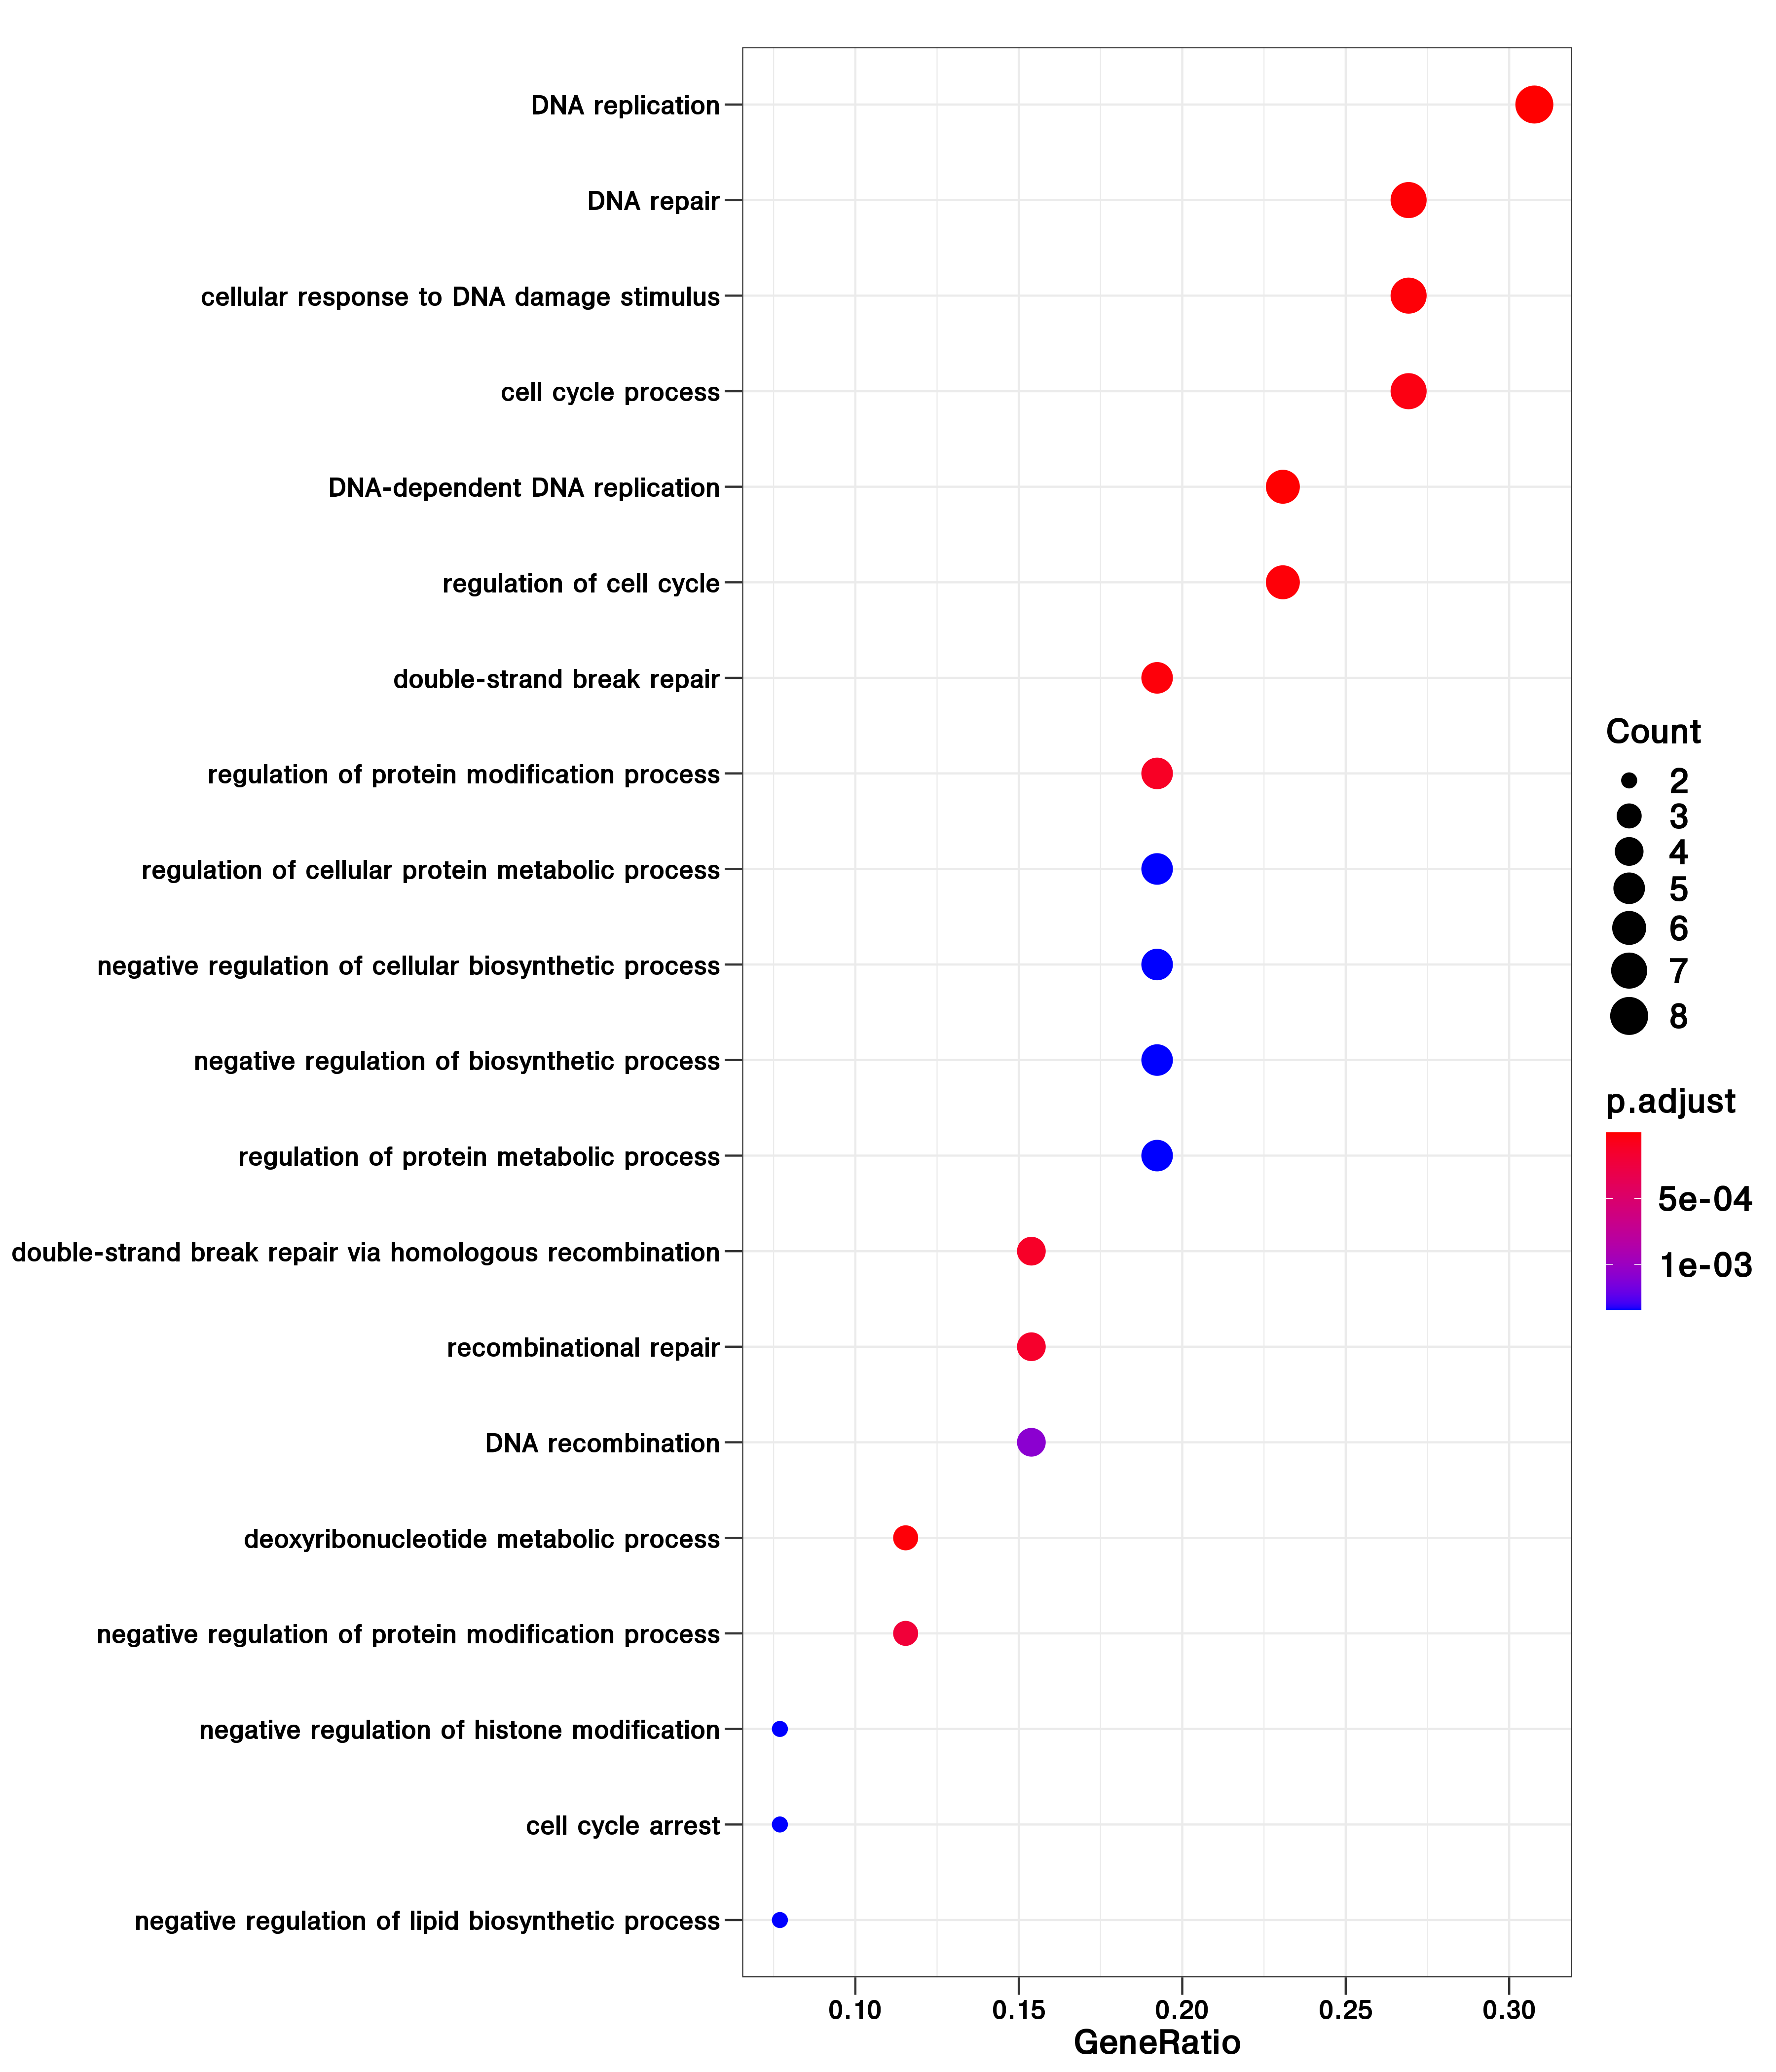 DNA replication
DNA repair
cellular response to DNA damage stimulus
cell cycle process
DNA-dependent DNA replication
regulation of cell cycle
double-strand break repair
regulation of protein modification process
regulation of cellular protein metabolic process
negative regulation of cellular biosynthetic process
negative regulation of biosynthetic process
regulation of protein metabolic process
double-strand break repair via homologous recombination
recombinational repair
DNA recombination
deoxyribonucleotide metabolic process
negative regulation of protein modification process
negative regulation of histone modification
cell cycle arrest
negative regulation of lipid biosynthetic process
0.10 0.15 0.20 0.25 0.30
GeneRatio
Count
2
3
4
5
6
7
8
p.adjust
5e-04
1e-03